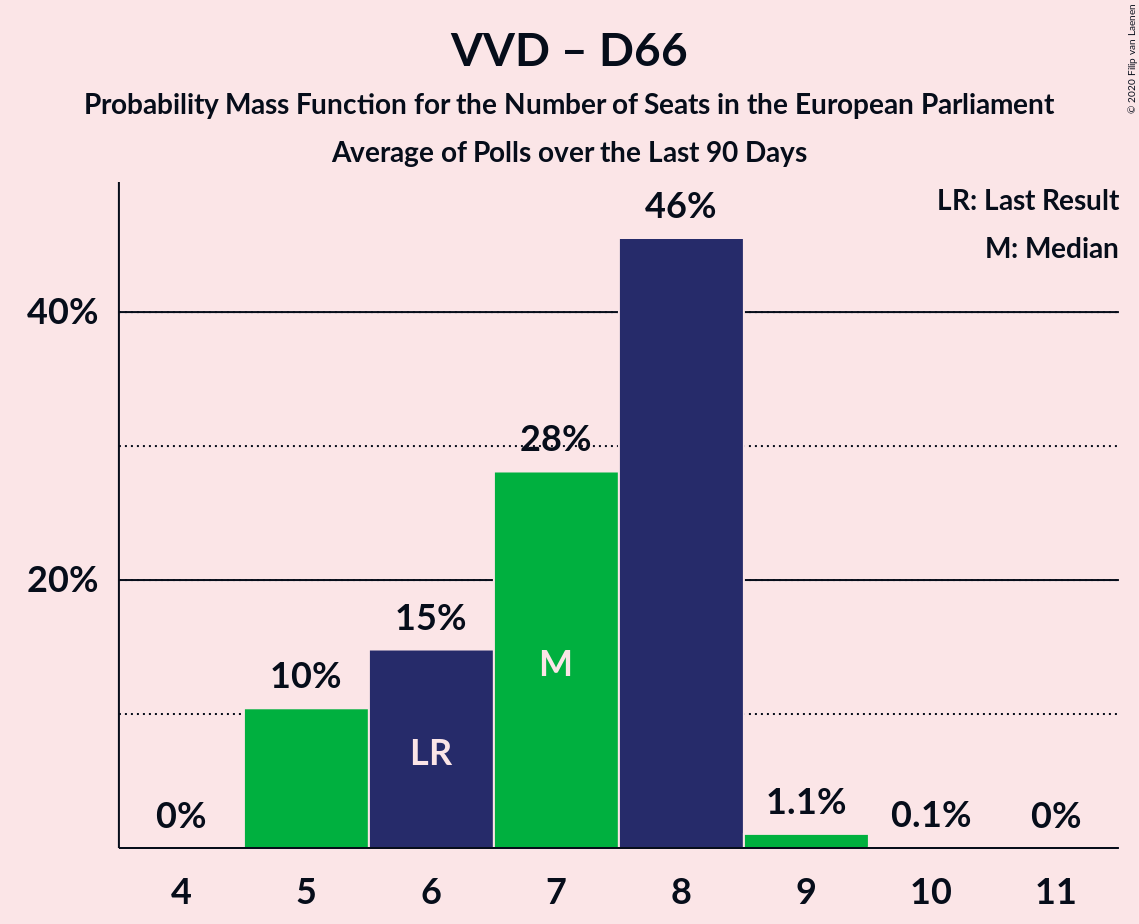 VVD – D66
Probability Mass Function for the Number of Seats in the European Parliament
Average of Polls over the Last 90 Days
© 2020 Filip van Laenen
LR: Last Result
M: Median
46%
40%
28%
20%
15%
10%
M
LR
0%
1.1%
0.1%
0%
4 5 6 7 8 9 10 11